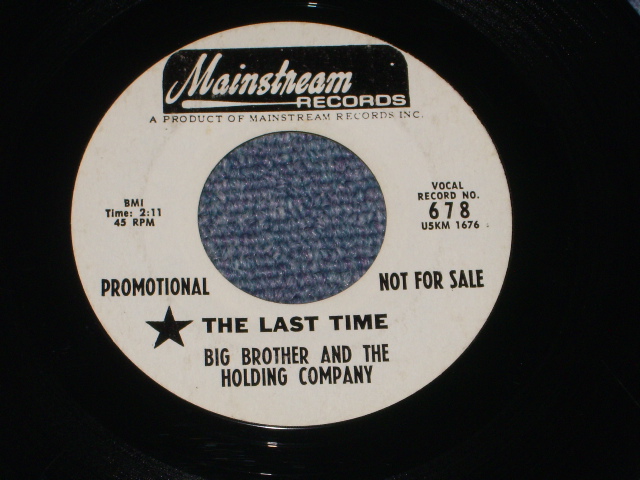 Mainstream
RECORDS
A PRODUCT OF MAINSTREAM RECORDS INC.
BMI
Time: 2:11
45 RPM
VOCAL
RECORD NO.
678
U5KM 1676
PROMOTIONAL
NOT FOR SALE
THE LAST TIME
BIG BROTHER AND THE
HOLDING COMPANY